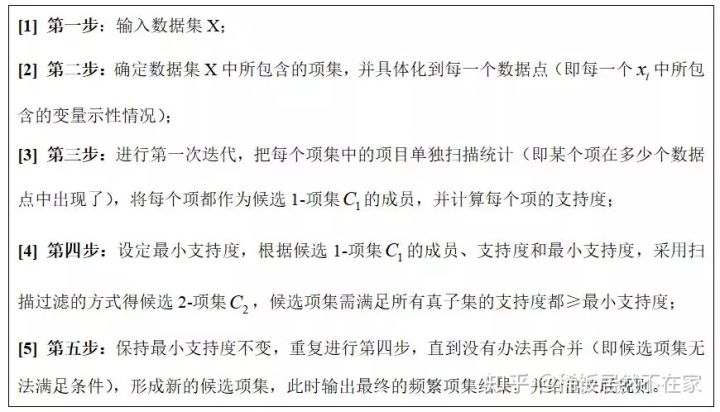 [1] 第一步：输入数据集 X；
[2] 第二步：确定数据集 X 中所包含的项集，并具体化到每一个数据点（即每一个 xi 中所包
含的变量示性情况）；
[3] 第三步：进行第一次迭代，把每个项集中的项目单独扫描统计（即某个项在多少个数据
点中出现了），将每个项都作为候选 1-项集 C1 的成员，并计算每个项的支持度；
[4] 第四步：设定最小支持度，根据候选 1-项集 C1 的成员、支持度和最小支持度，采用扫
描过滤的方式得候选 2-项集 C2，候选项集需满足所有真子集的支持度都≥最小支持度；
[5] 第五步：保持最小支持度不变，重复进行第四步，直到没有办法再合并（即候选项集无
法满足条件），形成新的候选项集，此时输出最终的频繁项集结果，并给出关联规则。
知乎 @稀饭居然不在家